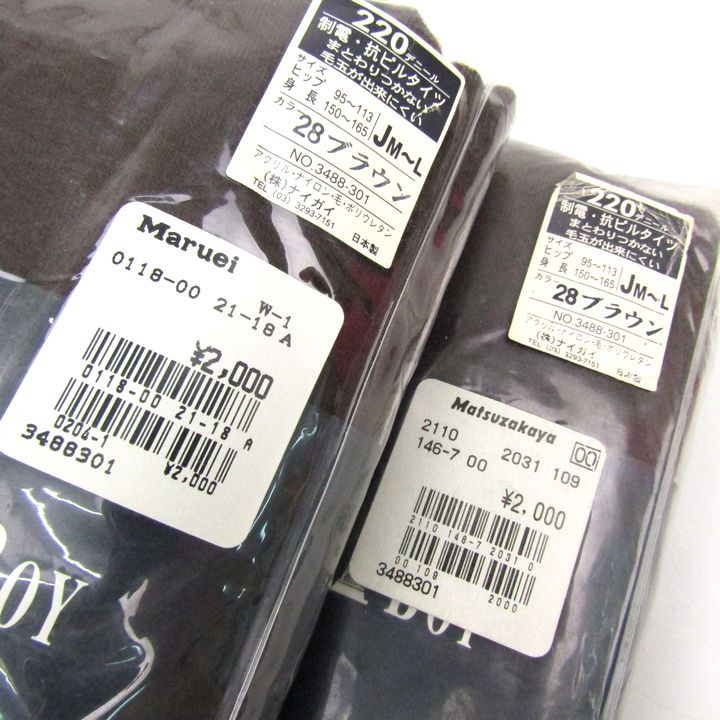 220デニール
制電・抗ピルタイツ
まとわりつかない
毛玉が出来にくい
サイズ
ヒップ 95〜113
身長 150〜165
JM〜L
カラー 28ブラウン
NO.3488-301
アクリル・ナイロン・毛・ポリウレタン
(株)ナイガイ
TEL (03) 3293-7151
日本製
Maruei
W-1
0118-00 21-18 A
¥2,000
0118-00 21-18 A
0204-1
¥2,000
3488301
OY
220デニール
制電・抗ピルタイツ
まとわりつかない
毛玉が出来にくい
サイズ
ヒップ 95〜113
身長 150〜165
JM〜L
カラー 28ブラウン
NO.3488-301
アクリル・ナイロン・毛・ポリウレタン
(株)ナイガイ
TEL (03) 3293-7151
日本製
Matsuzakaya
00
2110 2031 109
146-7 00
¥2,000
2110 146-7 2031 0
00 109
2000
3488301
BOY